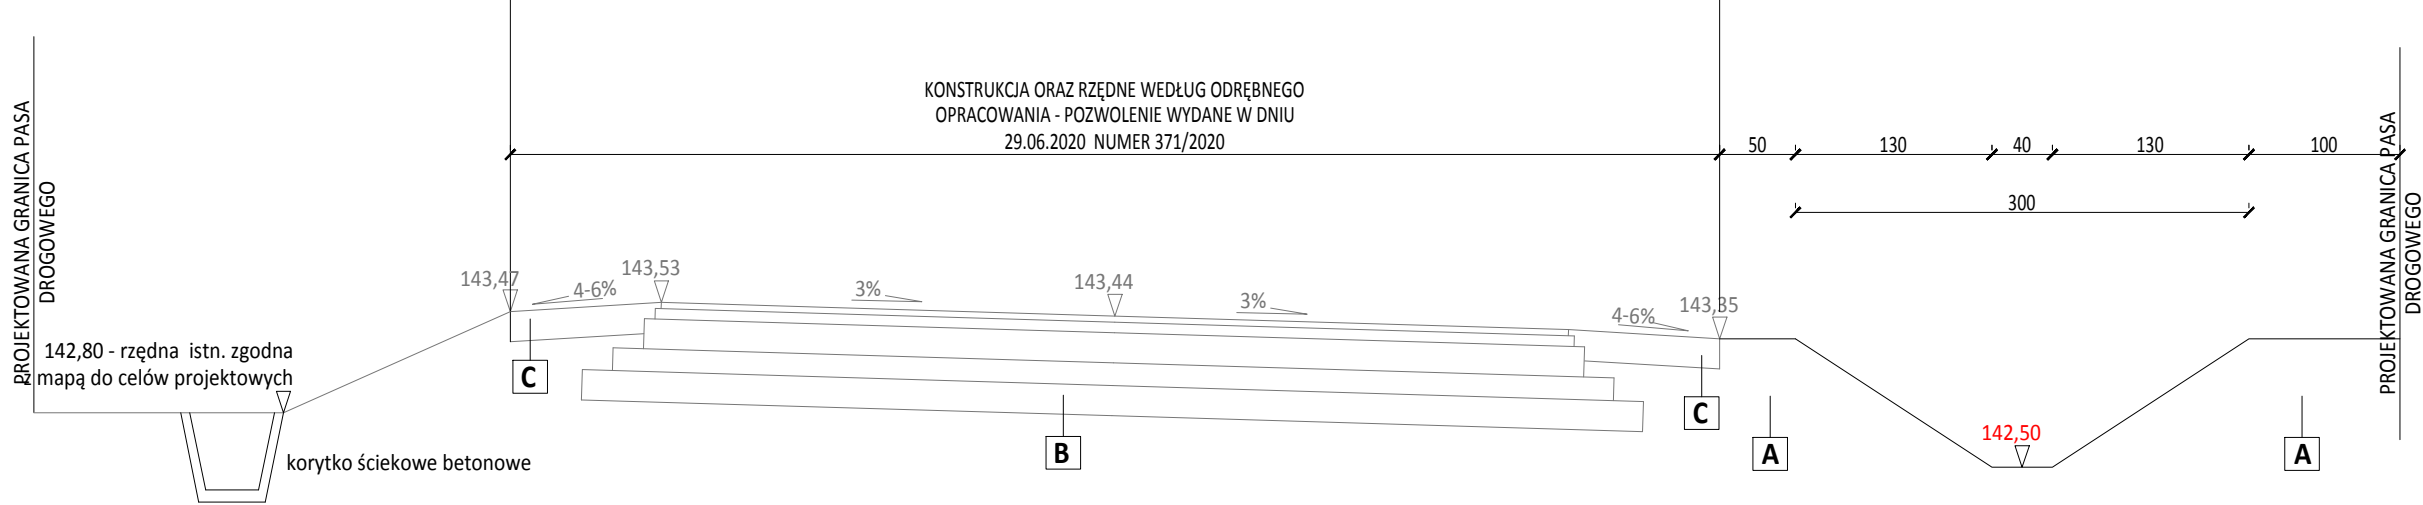 KONSTRUKCJA ORAZ RZĘDNE WEDŁUG ODRĘBNEGO
OPRACOWANIA - POZWOLENIE WYDANE W DNIU
29.06.2020 NUMER 371/2020
50
130
40
130
100
300
PROJEKTOWANA GRANICA PASA
DROGOWEGO
PROJEKTOWANA GRANICA PASA
DROGOWEGO
143,47
4-6%
143,53
3%
143,44
3%
4-6%
143,35
142,80 - rzędna istn. zgodna
z mapą do celów projektowych
C
C
B
A
142,50
A
korytko ściekowe betonowe